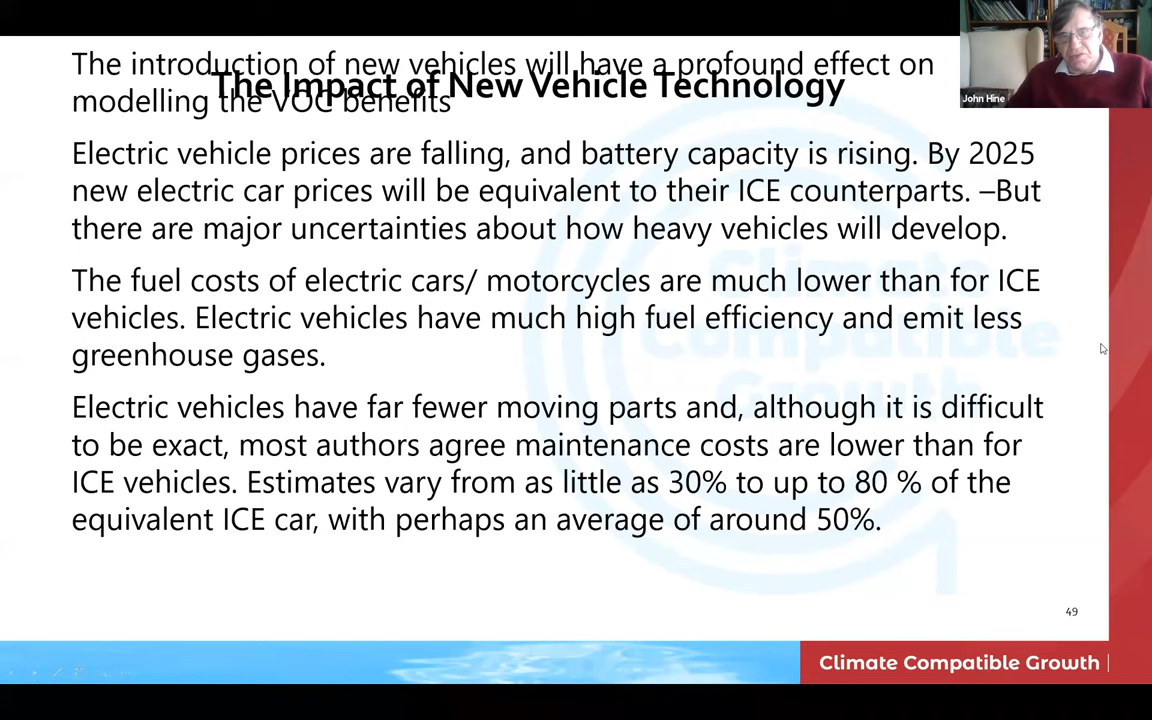 The Impact of New Vehicle Technology
The introduction of new vehicles will have a profound effect on
modelling the VOC benefits
Electric vehicle prices are falling, and battery capacity is rising. By 2025
new electric car prices will be equivalent to their ICE counterparts. –But
there are major uncertainties about how heavy vehicles will develop.
The fuel costs of electric cars/ motorcycles are much lower than for ICE
vehicles. Electric vehicles have much high fuel efficiency and emit less
greenhouse gases.
Electric vehicles have far fewer moving parts and, although it is difficult
to be exact, most authors agree maintenance costs are lower than for
ICE vehicles. Estimates vary from as little as 30% to up to 80 % of the
equivalent ICE car, with perhaps an average of around 50%.
John Hine
Climate
Compatible
Growth
49
Climate Compatible Growth |